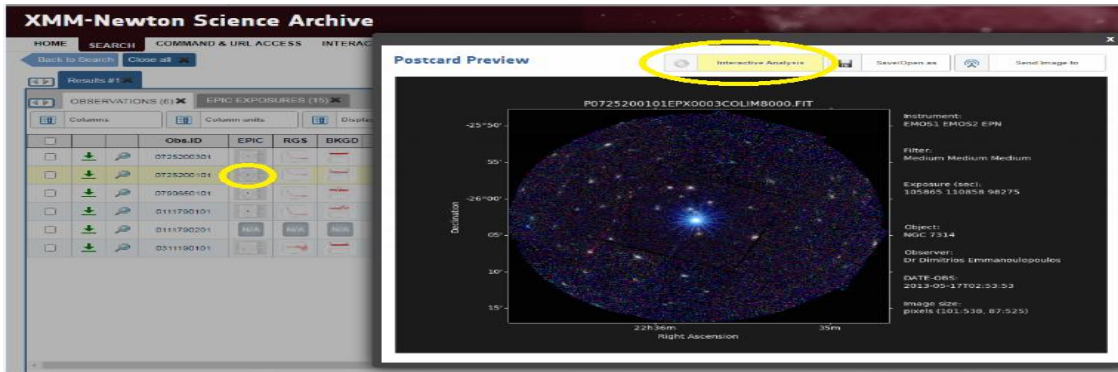 XMM-Newton Science Archive
HOME SEARCH COMMAND & URL ACCESS INTERAC
Back to Search Close all
Results #1
OBSERVATIONS (6) EPIC EXPOSURES (15)
Columns Column units Display
Obs.ID EPIC RGS BKGD
0725200301
0725200101
0790650101
0111790101
0111790201 N/A N/A N/A
0311190101
x
Postcard Preview
Interactive Analysis Save/Open as Send Image to
P0725200101EPX0003COLIM8000.FIT
-25°50'
55'
-26°00'
05'
10'
15'
Declination
22h36m 35m
Right Ascension
Instrument:
EMOS1 EMOS2 EPN
Filter:
Medium Medium Medium
Exposure (sec):
105865 110858 98275
Object:
NGC 7314
Observer:
Dr Dimitrios Emmanoulopoulos
DATE-OBS:
2013-05-17T02:53:53
Image size:
pixels (101:538, 87:525)